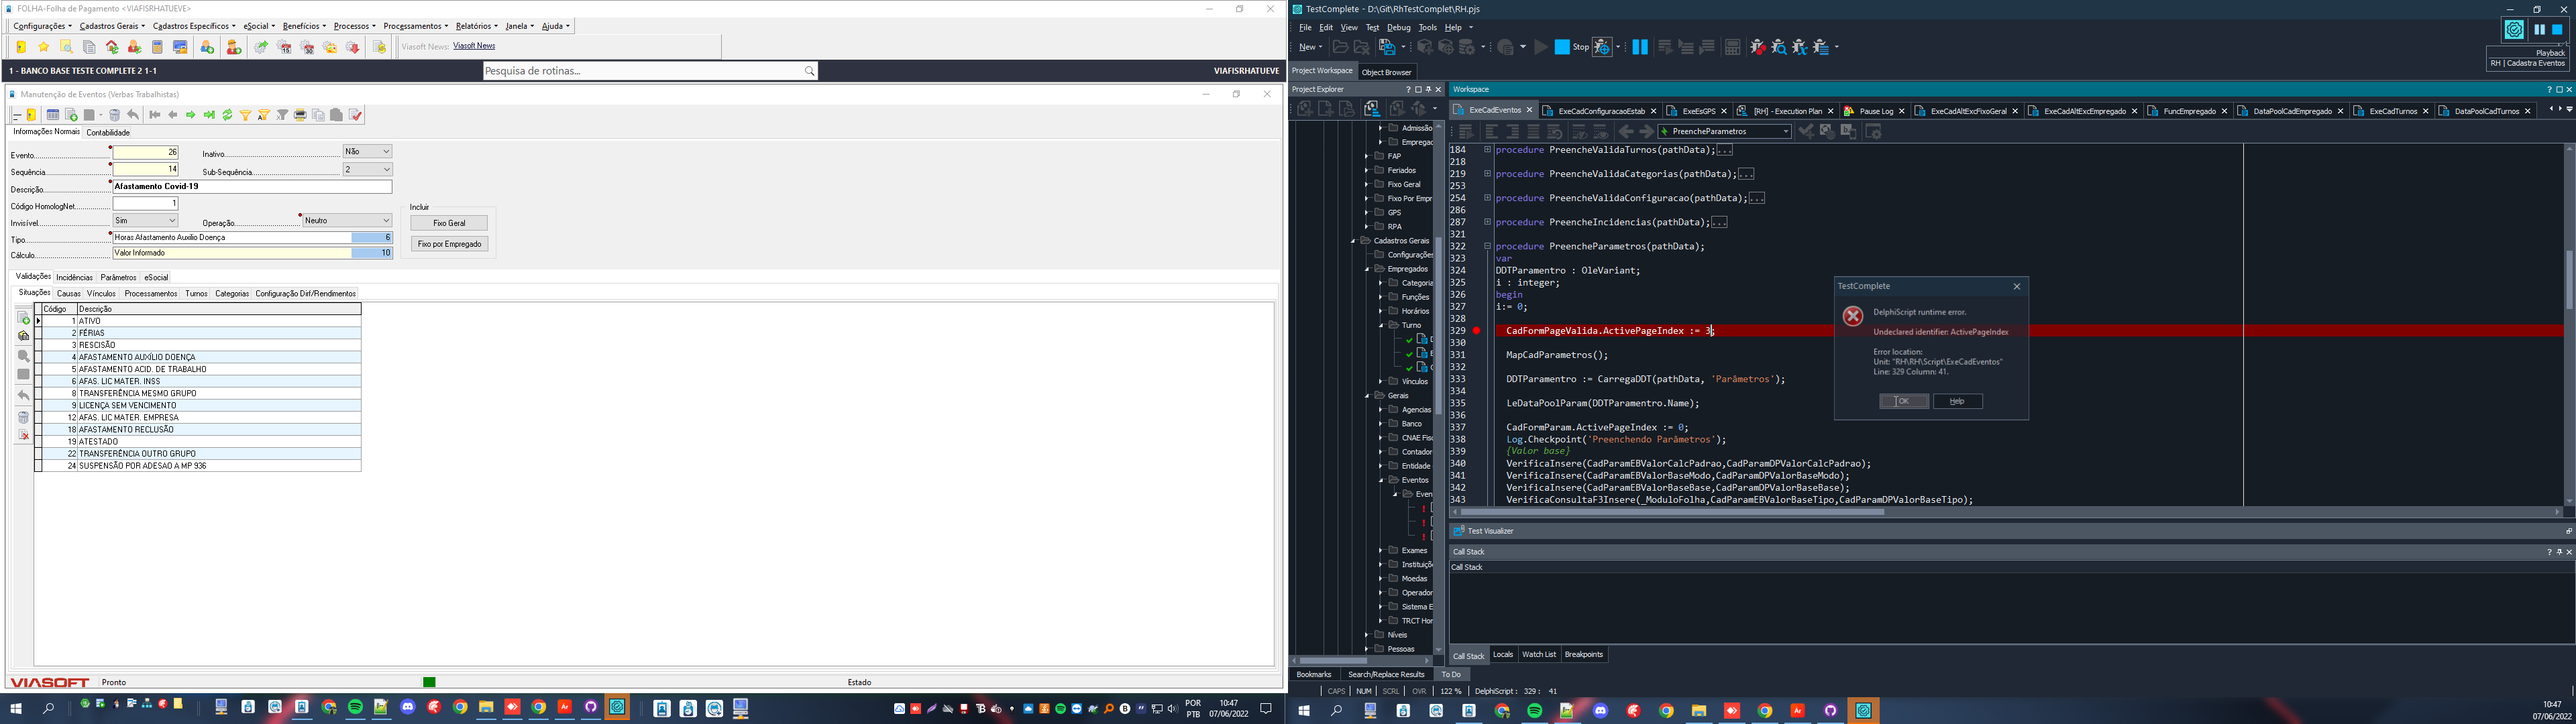 FOLHA-Folha de Pagamento <VIAFISRHATUEVE>
Configurações Cadastros Gerais Cadastros Específicos eSocial Benefícios Processos Processamentos Relatórios Janela Ajuda
Viasoft News: Viasoft News
1 - BANCO BASE TESTE COMPLETE 2 1-1
Pesquisa de rotinas...
VIAFISRHATUEVE
Manutenção de Eventos (Verbas Trabalhistas)
Informações Normais Contabilidade
Evento 26 Inativo Não
Sequência 14 Sub-Sequência 2
Descrição Afastamento Covid-19
Código HomologNet 1
Incluir
Invisível Sim Operação Neutro
Fixo Geral
Tipo Horas Afastamento Auxílio Doença 6
Fixo por Empregado
Cálculo Valor Informado 10
Validações Incidências Parâmetros eSocial
Situações Causas Vínculos Processamentos Turnos Categorias Configuração Dirf/Rendimentos
Código Descrição
1 ATIVO
2 FÉRIAS
3 RESCISÃO
4 AFASTAMENTO AUXÍLIO DOENÇA
5 AFASTAMENTO ACID. DE TRABALHO
6 AFAS. LIC MATER. INSS
8 TRANSFERÊNCIA MESMO GRUPO
9 LICENÇA SEM VENCIMENTO
12 AFAS. LIC MATER. EMPRESA
18 AFASTAMENTO RECLUSÃO
19 ATESTADO
22 TRANSFERÊNCIA OUTRO GRUPO
24 SUSPENSÃO POR ADESAO A MP 936
VIASOFT Pronto Estado
POR
PTB
10:47
07/06/2022
TestComplete - D:\Git\RhTestComplet\RH.pjs
File Edit View Test Debug Tools Help
New Stop
Playback
RH | Cadastra Eventos
Project Workspace Object Browser
Project Explorer
Admissão
Empregad
FAP
Feriados
Fixo Geral
Fixo Por Empr
GPS
RPA
Cadastros Gerais
Configurações
Empregados
Categoria
Funções
Horários
Turno
Vínculos
Gerais
Agencias
Banco
CNAE Fisc
Contador
Entidade
Eventos
Even
Exames
Instituiçõ
Moedas
Operador
Sistema E
TRCT Hor
Níveis
Pessoas
Bookmarks Search/Replace Results To Do
Workspace
ExeCadEventos ExeCadConfiguracaoEstab ExeEsGPS [RH] - Execution Plan Pause Log ExeCadAltExcFixoGeral ExeCadAltExcEmpregado FuncEmpregado DataPoolCadEmpregado ExeCadTurnos DataPoolCadTurnos
PreencheParametros
184 procedure PreencheValidaTurnos(pathData);...
218
219 procedure PreencheValidaCategorias(pathData);...
253
254 procedure PreencheValidaConfiguracao(pathData);...
286
287 procedure PreencheIncidencias(pathData);...
321
322 procedure PreencheParametros(pathData);
323 var
324 DDTParamentro : OleVariant;
325 i : integer;
326 begin
327 i:= 0;
328
329 CadFormPageValida.ActivePageIndex := 3;
330
331 MapCadParametros();
332
333 DDTParamentro := CarregaDDT(pathData, 'Parâmetros');
334
335 LeDataPoolParam(DDTParamentro.Name);
336
337 CadFormParam.ActivePageIndex := 0;
338 Log.Checkpoint('Preenchendo Parâmetros');
339 {Valor base}
340 VerificaInsere(CadParamEBValorCalcPadrao,CadParamDPValorCalcPadrao);
341 VerificaInsere(CadParamEBValorBaseModo,CadParamDPValorBaseModo);
342 VerificaInsere(CadParamEBValorBaseBase,CadParamDPValorBaseBase);
343 VerificaConsultaF3Insere(_ModuloFolha,CadParamEBValorBaseTipo,CadParamDPValorBaseTipo);
TestComplete
DelphiScript runtime error.
Undeclared identifier: ActivePageIndex
Error location:
Unit: "RH\RH\Script\ExeCadEventos"
Line: 329 Column: 41.
OK Help
Test Visualizer
Call Stack
Call Stack
Call Stack Locals Watch List Breakpoints
CAPS NUM SCRL OVR 122 % DelphiScript : 329 : 41
10:47
07/06/2022